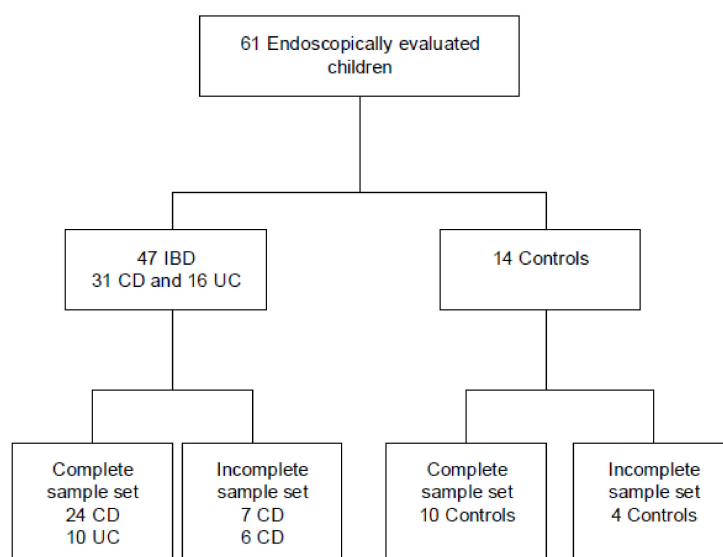 61 Endoscopically evaluated
children
47 IBD
31 CD and 16 UC
14 Controls
Complete
sample set
24 CD
10 UC
Incomplete
sample set
7 CD
6 CD
Complete
sample set
10 Controls
Incomplete
sample set
4 Controls